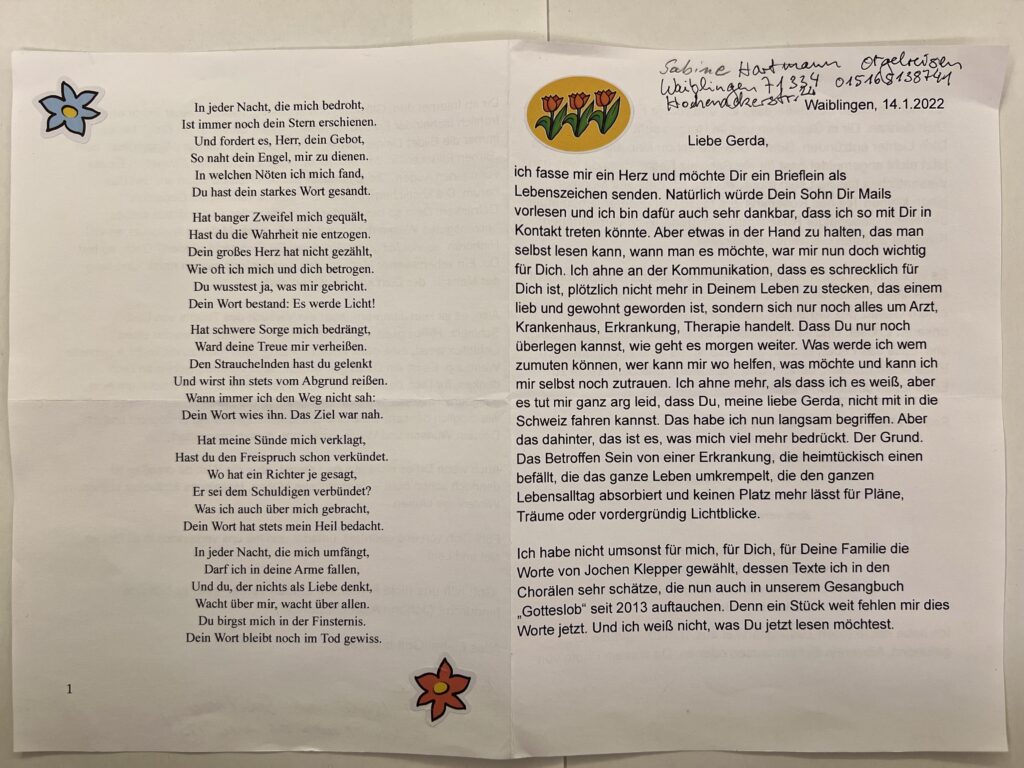 In jeder Nacht, die mich bedroht,
Ist immer noch dein Stern erschienen.
Und fordert es, Herr, dein Gebot,
So naht dein Engel, mir zu dienen.
In welchen Nöten ich mich fand,
Du hast dein starkes Wort gesandt.
Hat banger Zweifel mich gequält,
Hast du die Wahrheit nie entzogen.
Dein großes Herz hat nicht gezählt,
Wie oft ich mich und dich betrogen.
Du wusstest ja, was mir gebricht.
Dein Wort bestand: Es werde Licht!
Hat schwere Sorge mich bedrängt,
Ward deine Treue mir verheißen.
Den Strauchelnden hast du gelenkt
Und wirst ihn stets vom Abgrund reißen.
Wann immer ich den Weg nicht sah:
Dein Wort wies ihn. Das Ziel war nah.
Hat meine Sünde mich verklagt,
Hast du den Freispruch schon verkündet.
Wo hat ein Richter je gesagt,
Er sei dem Schuldigen verbündet?
Was ich auch über mich gebracht,
Dein Wort hat stets mein Heil bedacht.
In jeder Nacht, die mich umfängt,
Darf ich in deine Arme fallen,
Und du, der nichts als Liebe denkt,
Wacht über mir, wacht über allen.
Du birgst mich in der Finsternis.
Dein Wort bleibt noch im Tod gewiss.
1
Sabine Hartmann Orgelreisen
Waiblingen 71334
Waiblingen, 14.1.2022
Liebe Gerda,
ich fasse mir ein Herz und möchte Dir ein Brieflein als
Lebenszeichen senden. Natürlich würde Dein Sohn Dir Mails
vorlesen und ich bin dafür auch sehr dankbar, dass ich so mit Dir in
Kontakt treten könnte. Aber etwas in der Hand zu halten, das man
selbst lesen kann, wann man es möchte, war mir nun doch wichtig
für Dich. Ich ahne an der Kommunikation, dass es schrecklich für
Dich ist, plötzlich nicht mehr in Deinem Leben zu stecken, das einem
lieb und gewohnt geworden ist, sondern sich nur noch alles um Arzt,
Krankenhaus, Erkrankung, Therapie handelt. Dass Du nur noch
überlegen kannst, wie geht es morgen weiter. Was werde ich wem
zumuten können, wer kann mir wo helfen, was möchte und kann ich
mir selbst noch zutrauen. Ich ahne mehr, als dass ich es weiß, aber
es tut mir ganz arg leid, dass Du, meine liebe Gerda, nicht mit in die
Schweiz fahren kannst. Das habe ich nun langsam begriffen. Aber
das dahinter, das ist es, was mich viel mehr bedrückt. Der Grund.
Das Betroffen Sein von einer Erkrankung, die heimtückisch einen
befällt, die das ganze Leben umkrempelt, die den ganzen
Lebensalltag absorbiert und keinen Platz mehr lässt für Pläne,
Träume oder vordergründig Lichtblicke.
Ich habe nicht umsonst für mich, für Dich, für Deine Familie die
Worte von Jochen Klepper gewählt, dessen Texte ich in den
Chorälen sehr schätze, die nun auch in unserem Gesangbuch
„Gotteslob“ seit 2013 auftauchen. Denn ein Stück weit fehlen mir dies
Worte jetzt. Und ich weiß nicht, was Du jetzt lesen möchtest.